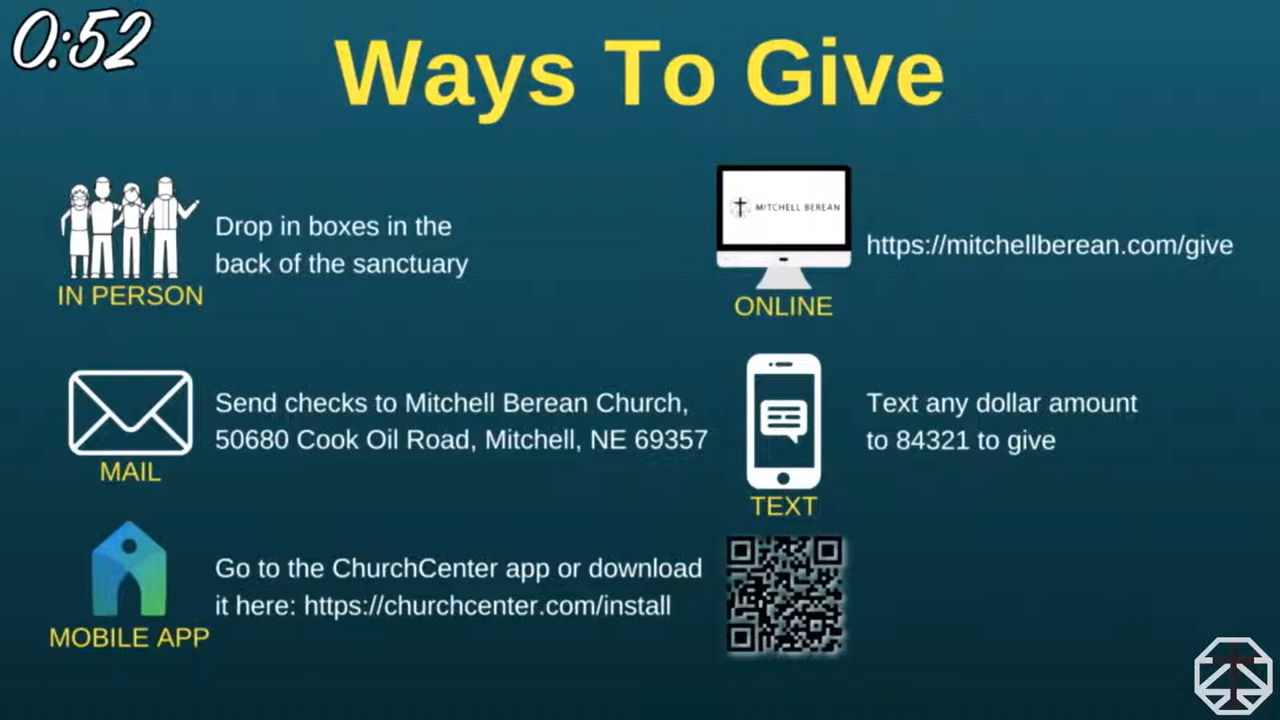 0:52
Ways To Give
Drop in boxes in the
back of the sanctuary
IN PERSON
MITCHELL BEREAN
https://mitchellberean.com/give
ONLINE
Send checks to Mitchell Berean Church,
50680 Cook Oil Road, Mitchell, NE 69357
MAIL
Text any dollar amount
to 84321 to give
TEXT
Go to the ChurchCenter app or download
it here: https://churchcenter.com/install
MOBILE APP